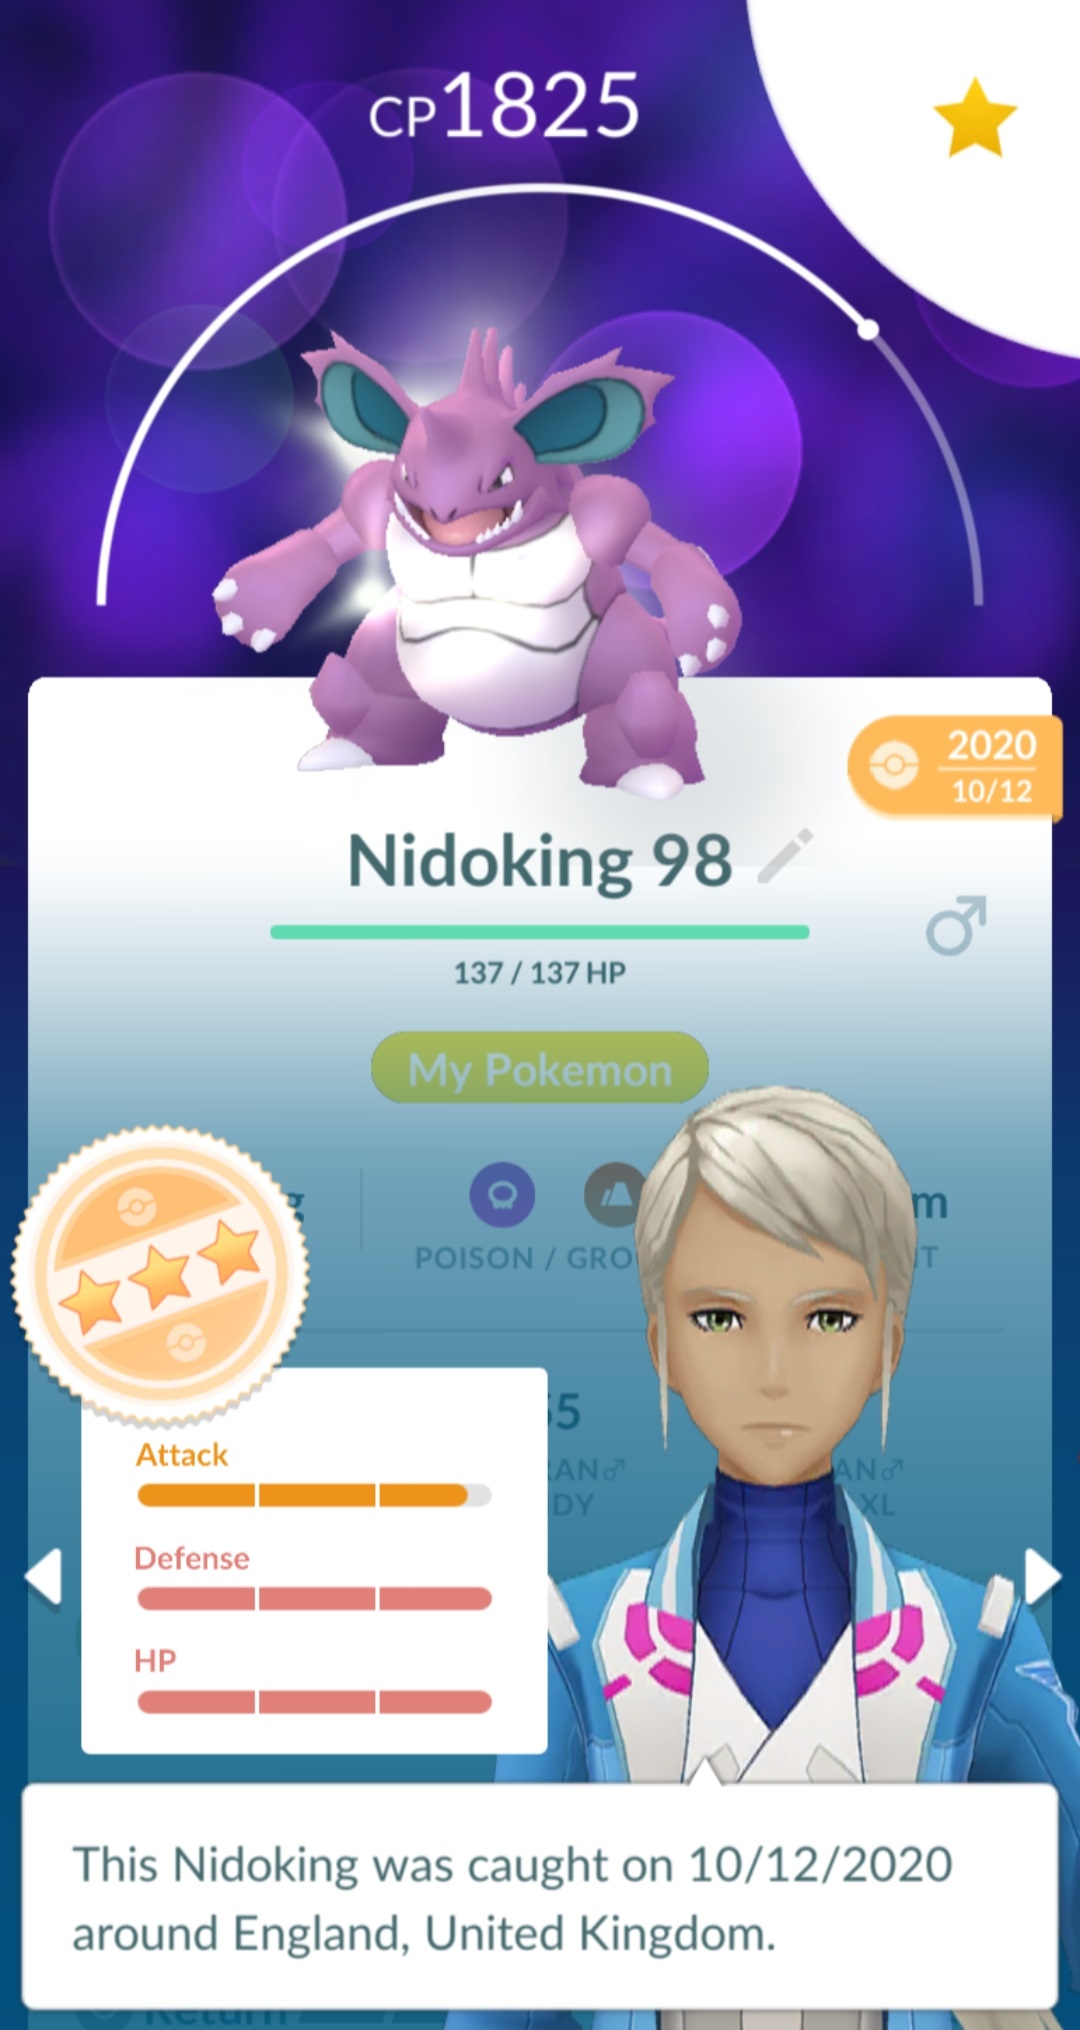 CP1825
2020
10/12
Nidoking 98
137 / 137 HP
My Pokemon
POISON / GRO
Attack
Defense
HP
This Nidoking was caught on 10/12/2020
around England, United Kingdom.
Return